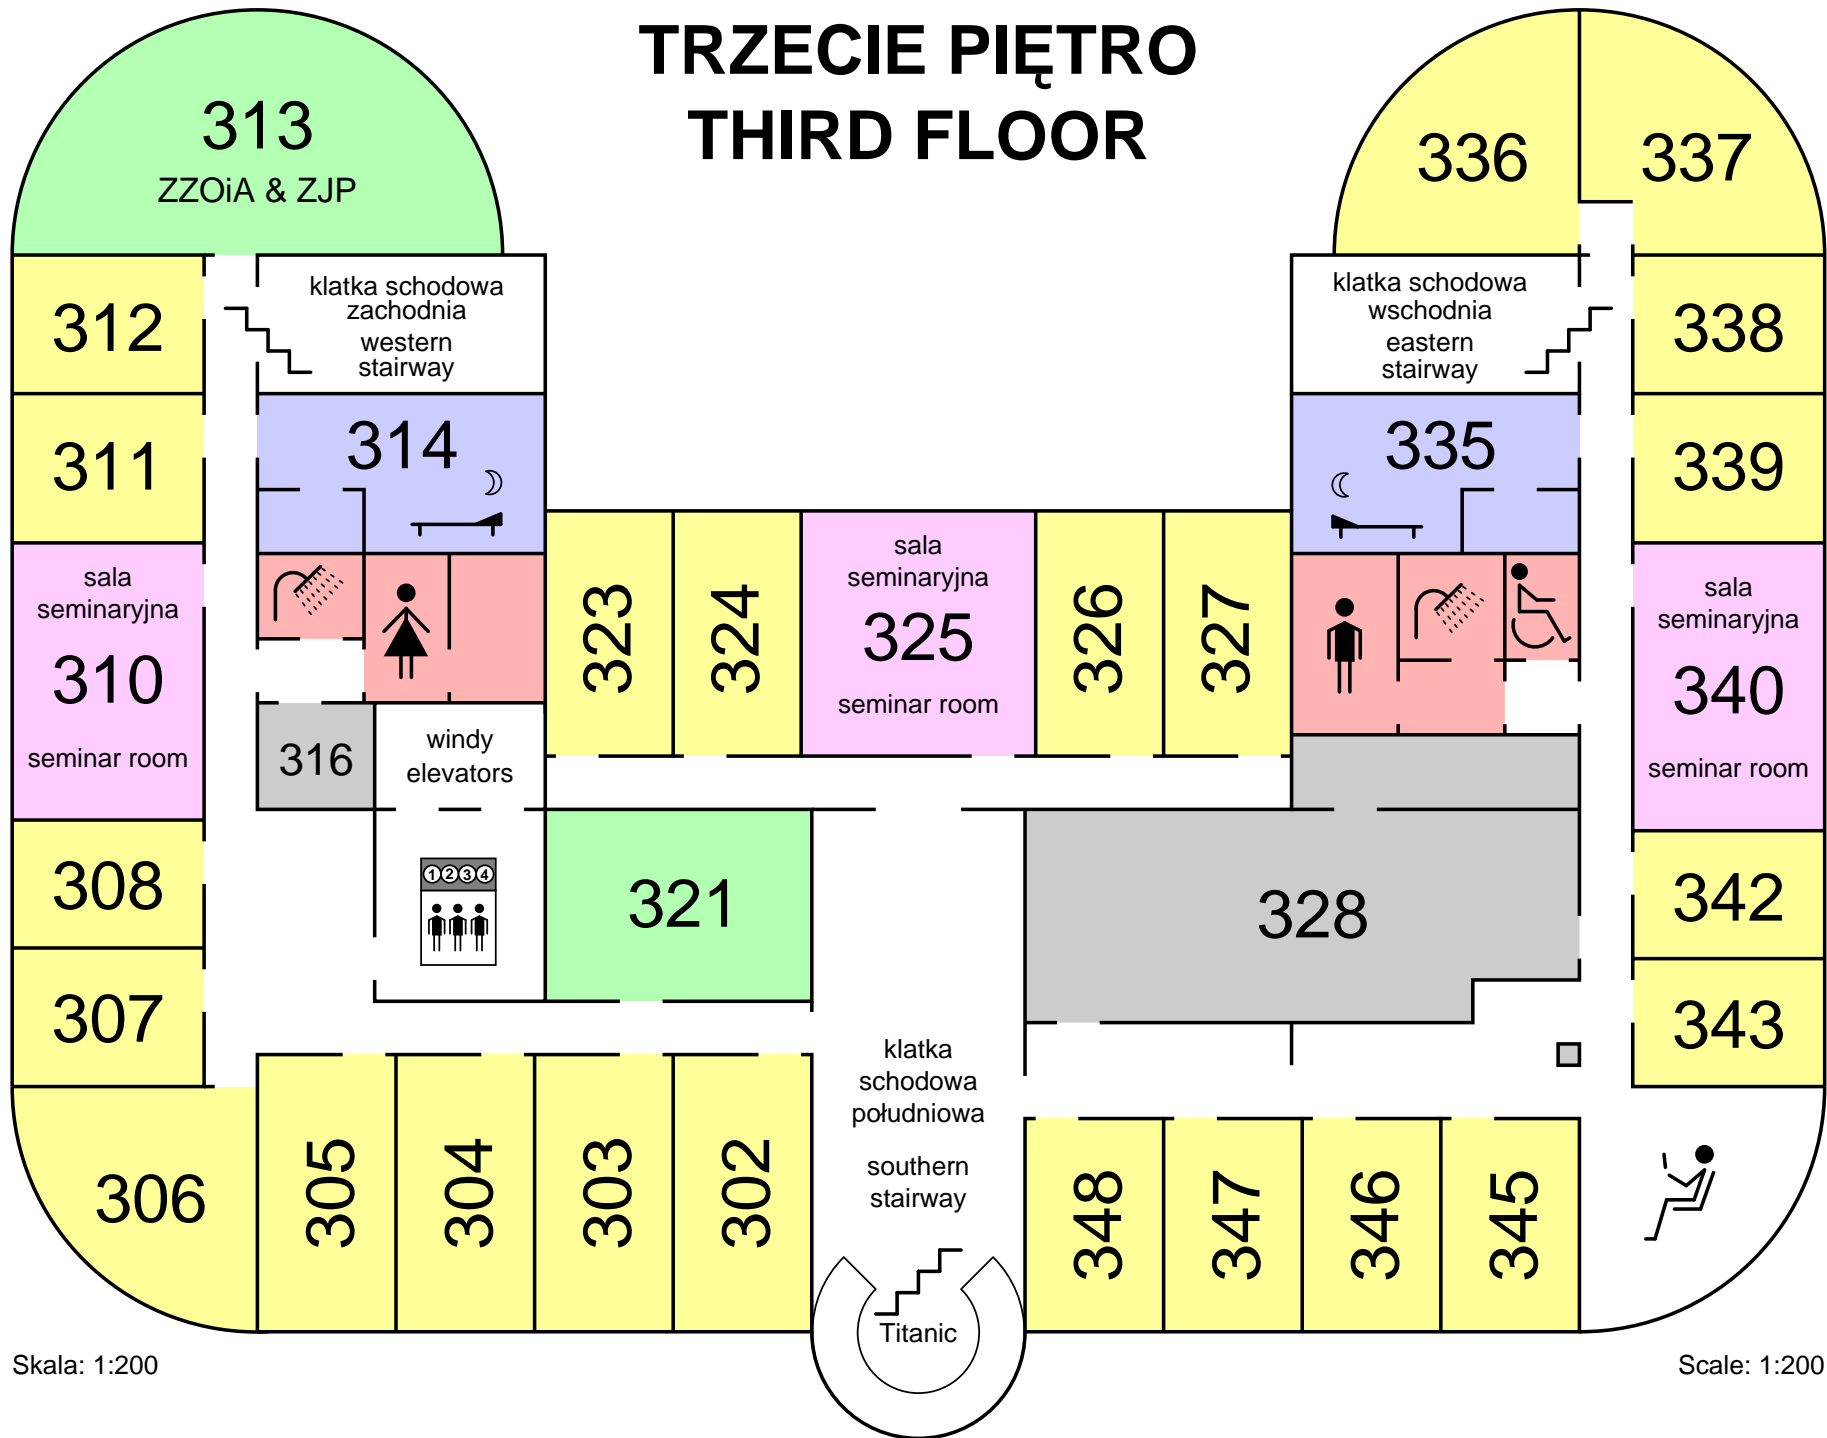 TRZECIE PIĘTRO
THIRD FLOOR
313
ZZOiA & ZJP
336
337
312
klatka schodowa
zachodnia
western
stairway
klatka schodowa
wschodnia
eastern
stairway
338
311
314
335
339
sala
seminaryjna
310
seminar room
323
324
sala
seminaryjna
325
seminar room
326
327
sala
seminaryjna
340
seminar room
316
windy
elevators
308
1234
321
328
342
307
343
klatka
schodowa
południowa
southern
stairway
306
305
304
303
302
348
347
346
345
Titanic
Skala: 1:200
Scale: 1:200